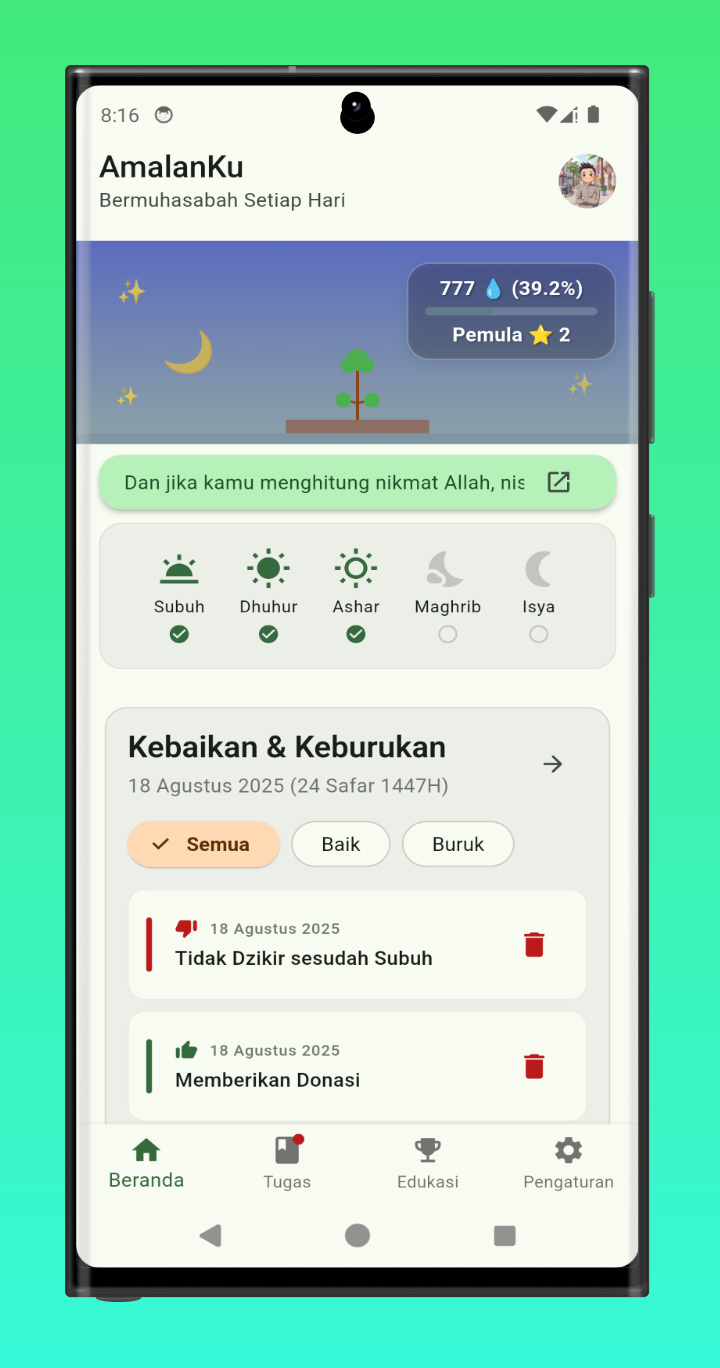 8:16
AmalanKu
Bermuhasabah Setiap Hari
777 💧 (39.2%)
Pemula ⭐ 2
Dan jika kamu menghitung nikmat Allah, nis
Subuh Dhuhur Ashar Maghrib Isya
Kebaikan & Keburukan
18 Agustus 2025 (24 Safar 1447H)
Semua Baik Buruk
18 Agustus 2025
Tidak Dzikir sesudah Subuh
18 Agustus 2025
Memberikan Donasi
Beranda Tugas Edukasi Pengaturan